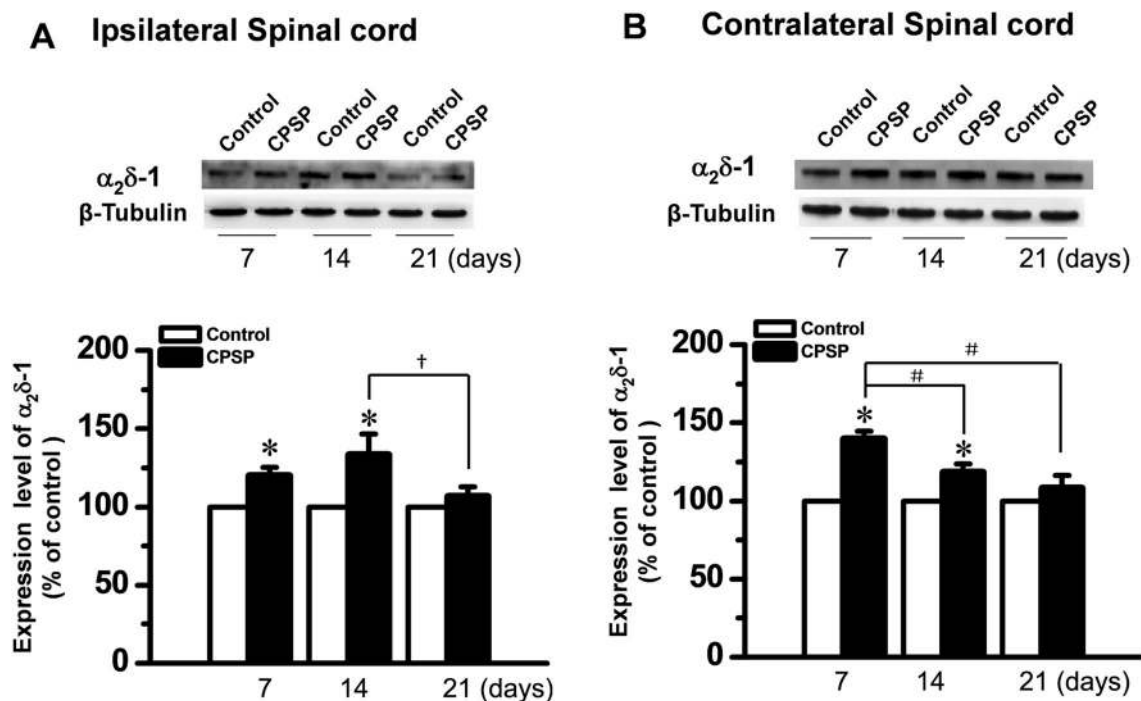 A Ipsilateral Spinal cord
Control CPSP Control CPSP Control CPSP
α₂δ-1
β-Tubulin
7 14 21 (days)
Control
CPSP
Expression level of α₂δ-1
(% of control )
200
150
100
50
0
* * †
7 14 21 (days)
B Contralateral Spinal cord
Control CPSP Control CPSP Control CPSP
α₂δ-1
β-Tubulin
7 14 21 (days)
Control
CPSP
Expression level of α₂δ-1
(% of control )
200
150
100
50
0
#
#
* *
7 14 21 (days)